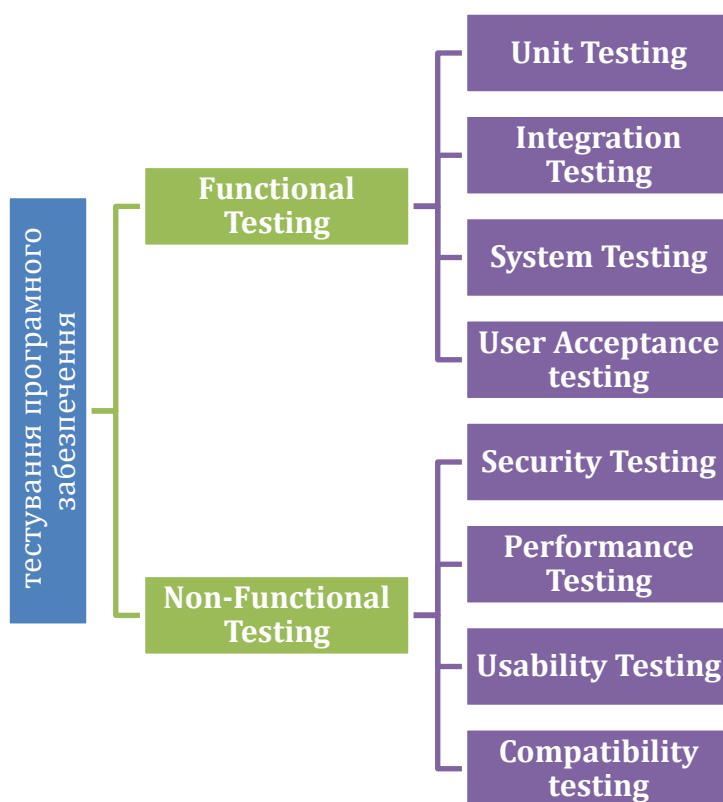 тестування програмного
забезпечення
Functional
Testing
Unit Testing
Integration
Testing
System Testing
User Acceptance
testing
Non-Functional
Testing
Security Testing
Performance
Testing
Usability Testing
Compatibility
testing